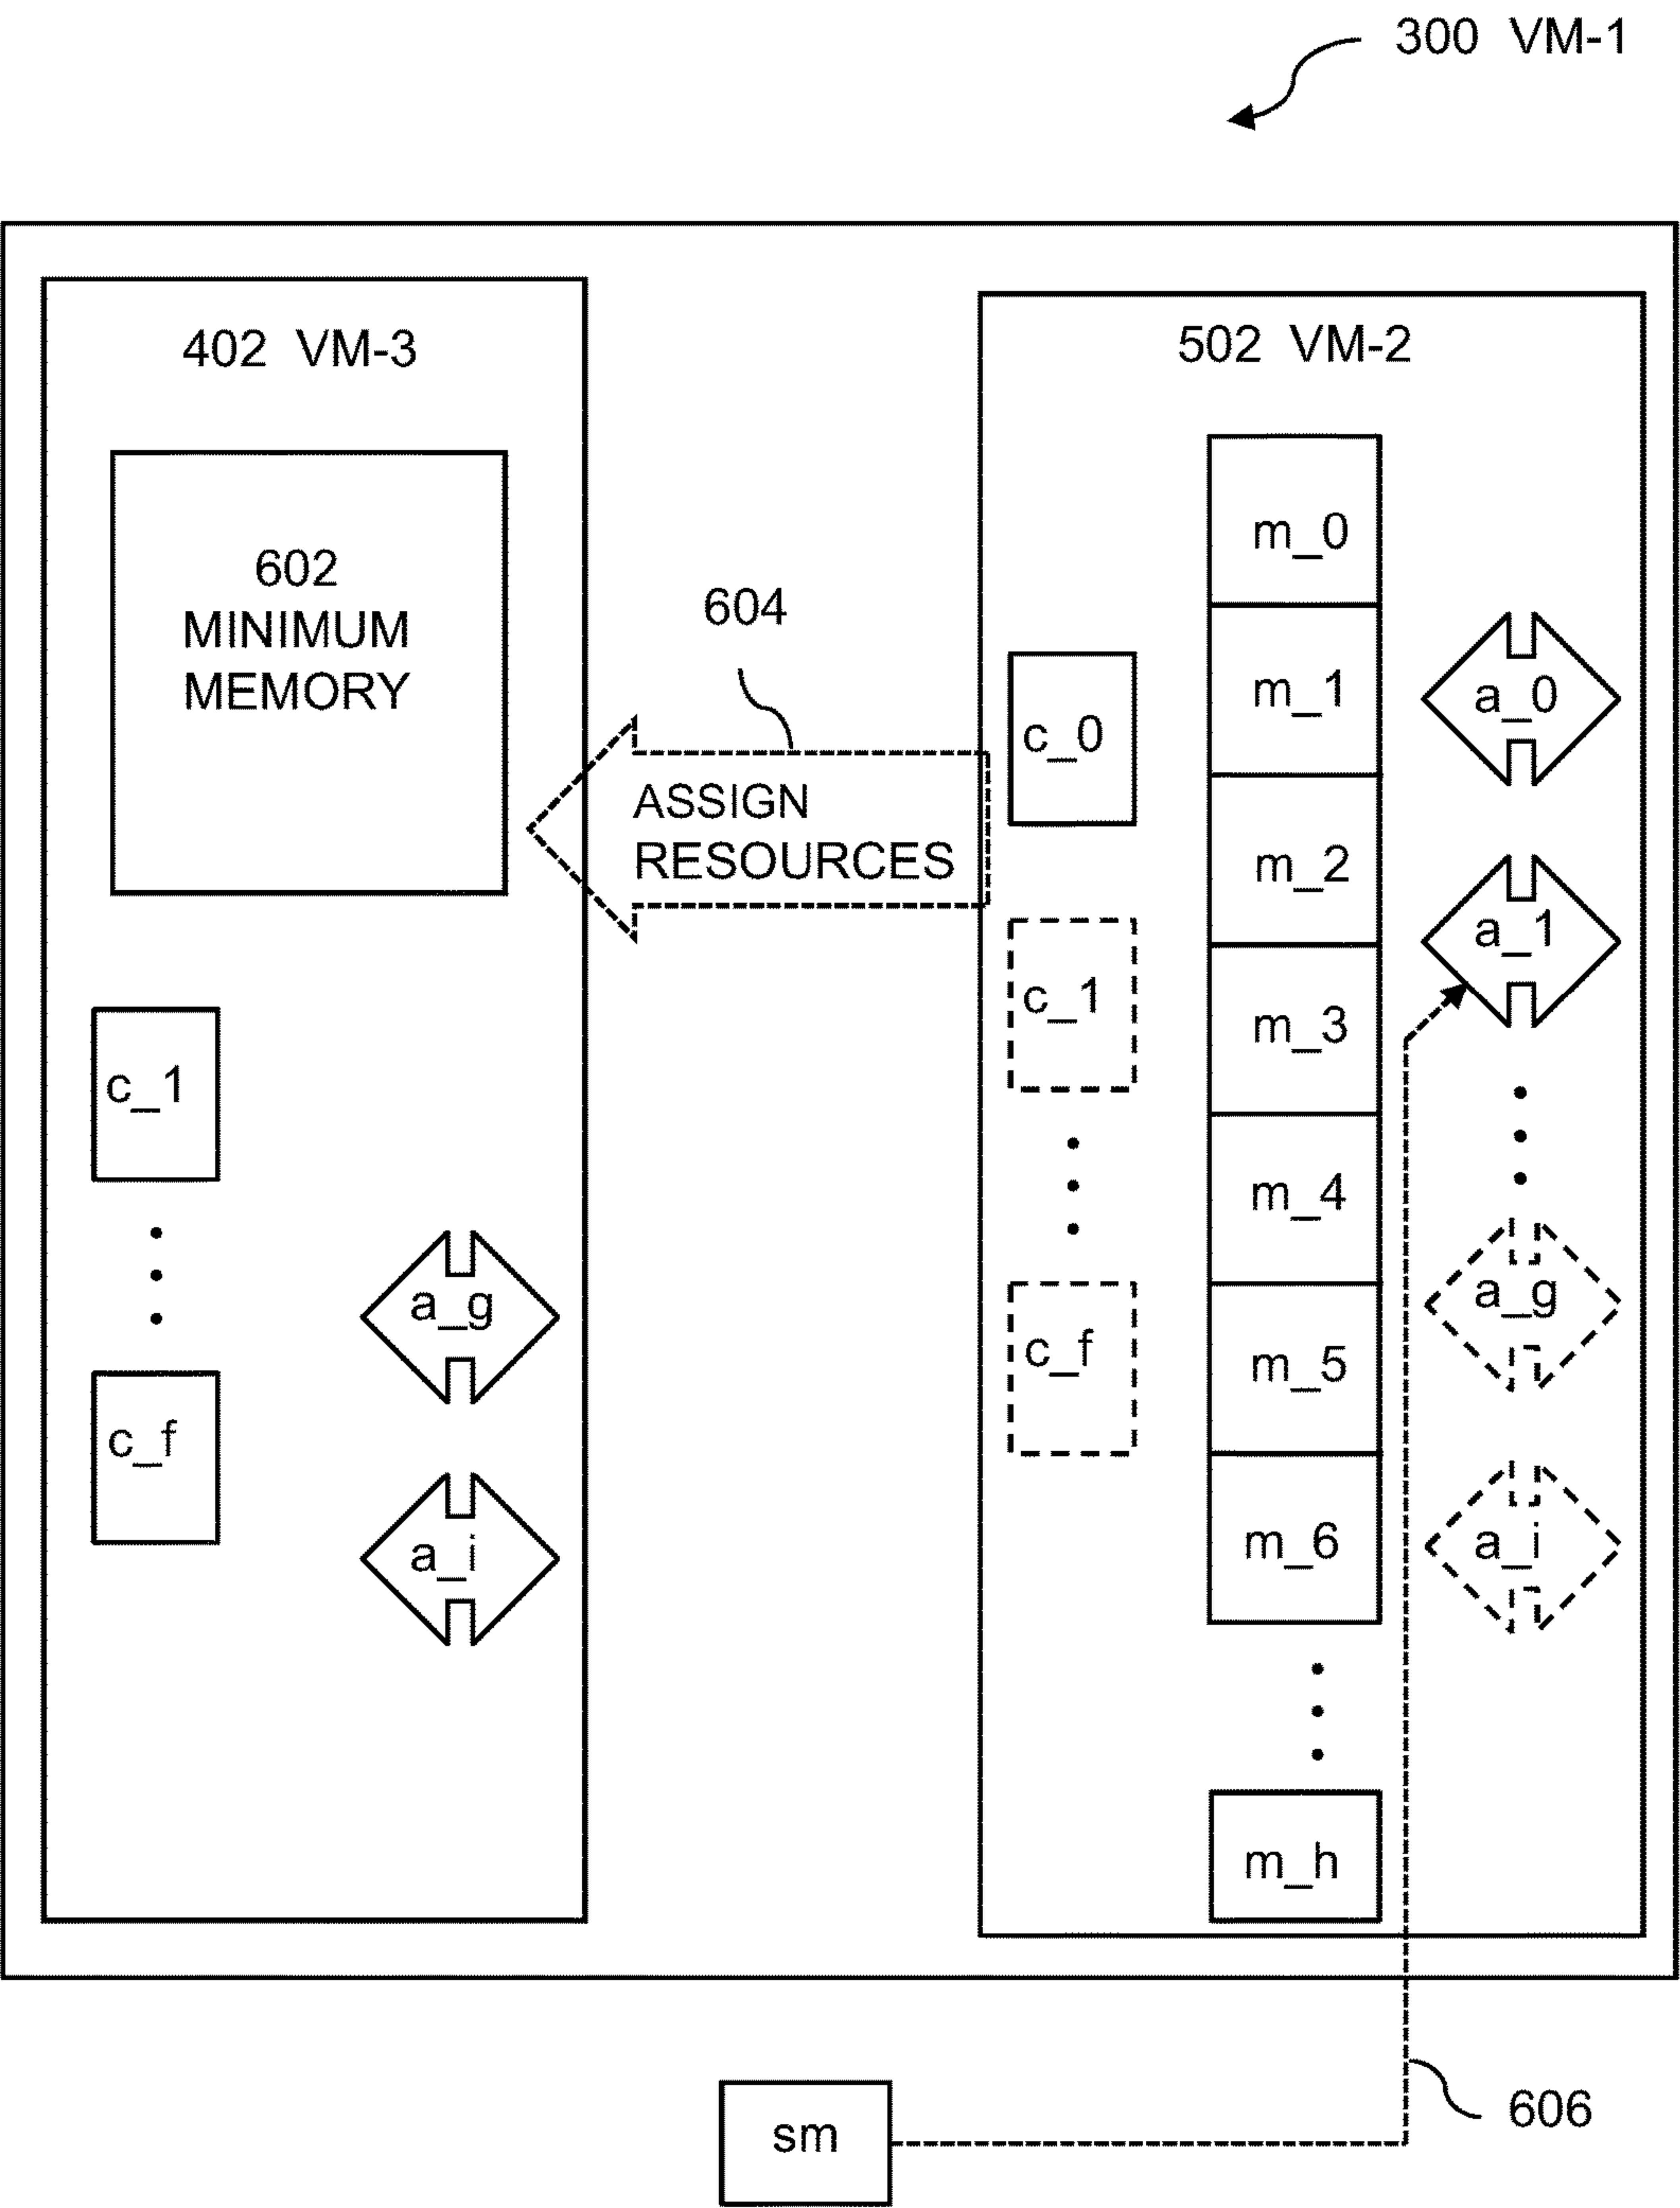 300 VM-1
402 VM-3
602
MINIMUM
MEMORY
c_1
c_f
a_g
a_i
604
ASSIGN
RESOURCES
502 VM-2
c_0
c_1
c_f
m_0
m_1
m_2
m_3
m_4
m_5
m_6
m_h
a_0
a_1
a_g
a_i
sm
606